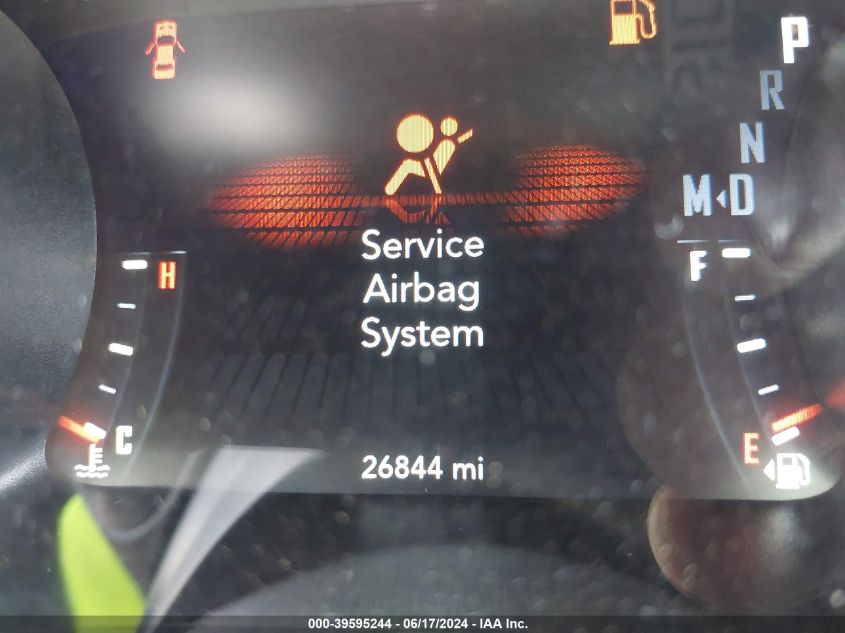 P
R
N
M D
Service
Airbag
System
H
F
C
E
26844 mi
000-39595244 - 06/17/2024 - IAA Inc.